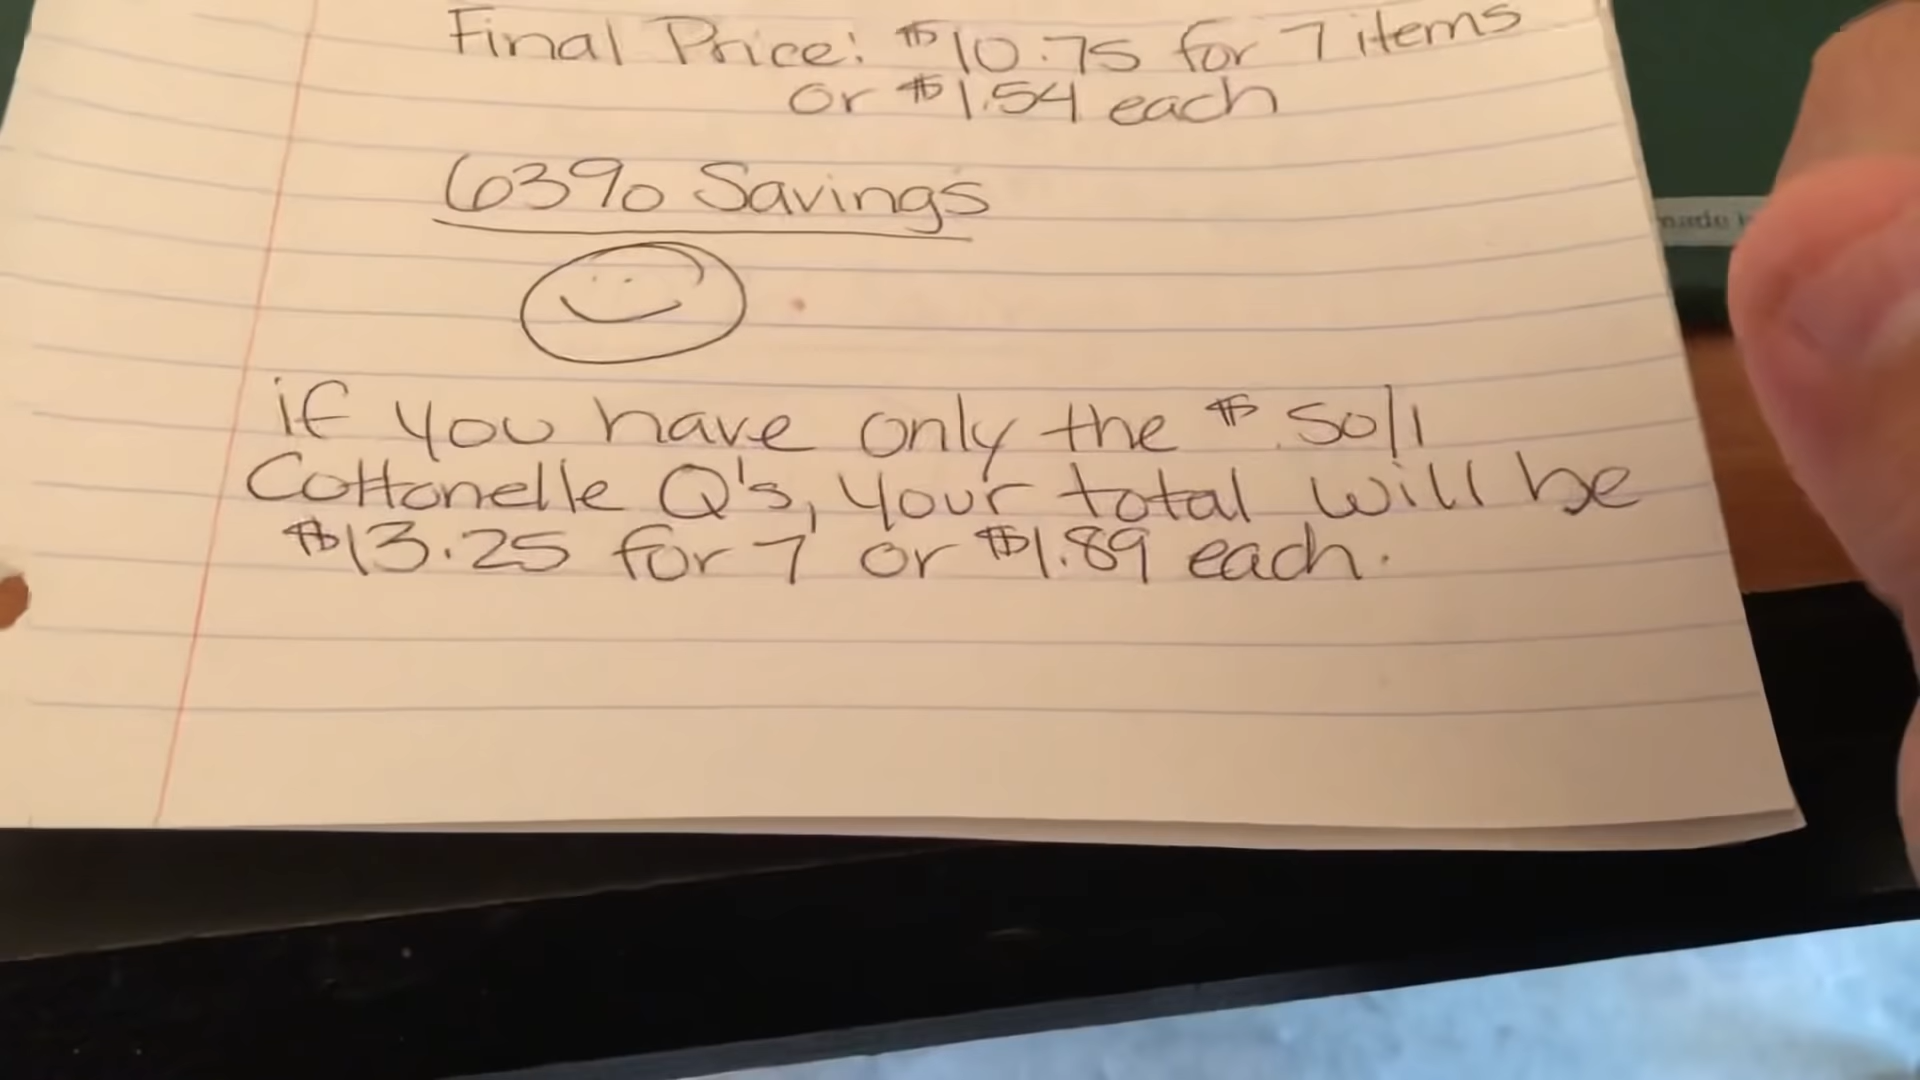 Final Price: $10.75 for 7 items
or $1.54 each
63% Savings
if you have only the $.50/1
Cottonelle Q's, your total will be
$13.25 for 7 or $1.89 each.
made